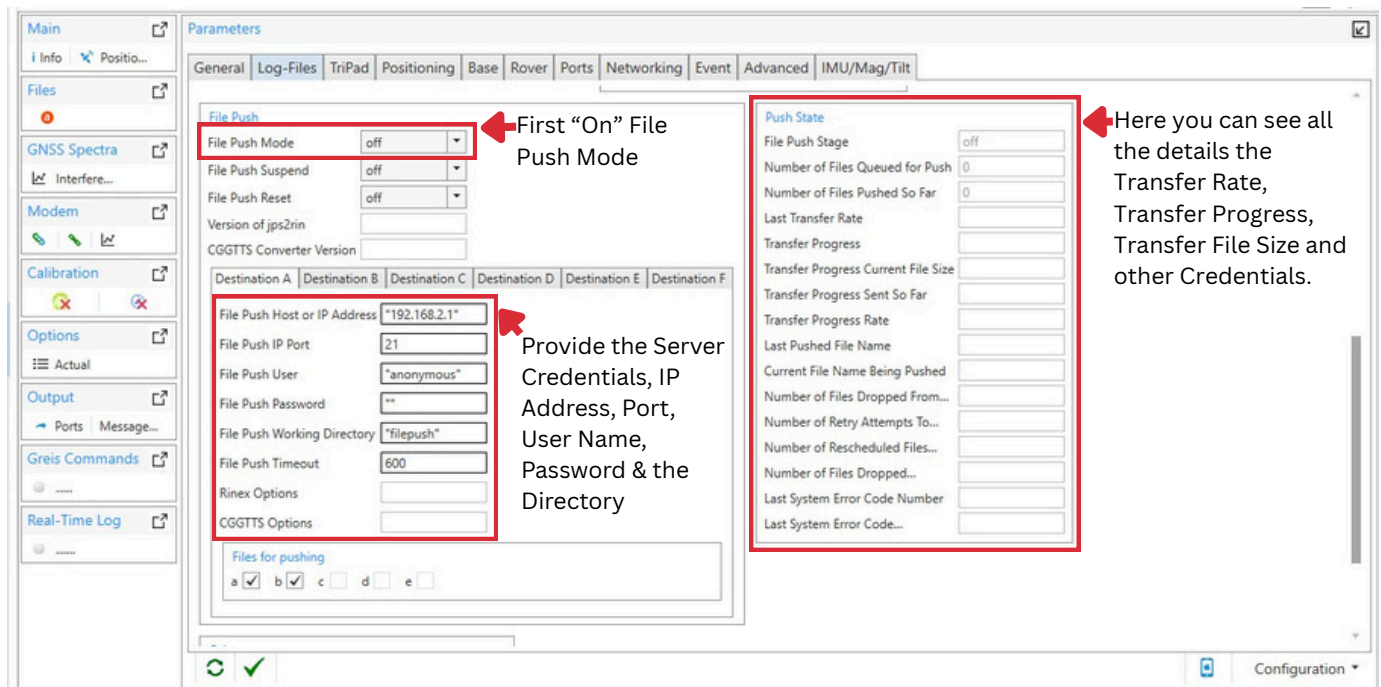 Main
Info
Positio...
Files
GNSS Spectra
Interfere...
Modem
Calibration
Options
Actual
Output
Ports
Message...
Greis Commands
.....
Real-Time Log
......
Parameters
General
Log-Files
TriPad
Positioning
Base
Rover
Ports
Networking
Event
Advanced
IMU/Mag/Tilt
File Push
File Push Mode
off
File Push Suspend
off
File Push Reset
off
Version of jps2rin
CGGTTS Converter Version
First “On” File
Push Mode
Destination A
Destination B
Destination C
Destination D
Destination E
Destination F
File Push Host or IP Address
"192.168.2.1"
File Push IP Port
21
File Push User
"anonymous"
File Push Password
""
File Push Working Directory
"filepush"
File Push Timeout
600
Rinex Options
CGGTTS Options
Provide the Server
Credentials, IP
Address, Port,
User Name,
Password & the
Directory
Files for pushing
a
b
c
d
e
Push State
File Push Stage
off
Number of Files Queued for Push
0
Number of Files Pushed So Far
0
Last Transfer Rate
Transfer Progress
Transfer Progress Current File Size
Transfer Progress Sent So Far
Transfer Progress Rate
Last Pushed File Name
Current File Name Being Pushed
Number of Files Dropped From...
Number of Retry Attempts To...
Number of Rescheduled Files...
Number of Files Dropped...
Last System Error Code Number
Last System Error Code...
Here you can see all
the details the
Transfer Rate,
Transfer Progress,
Transfer File Size and
other Credentials.
Configuration